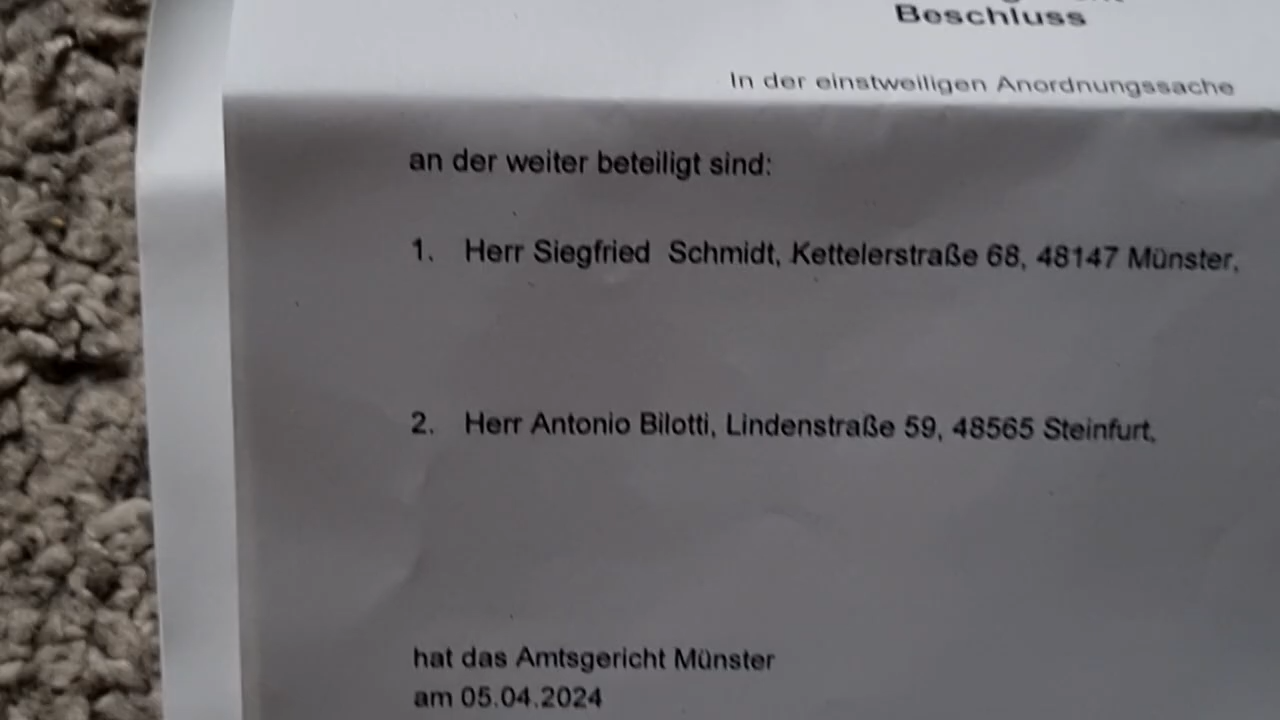 Beschluss
In der einstweiligen Anordnungssache
an der weiter beteiligt sind:
1. Herr Siegfried Schmidt, Kettelerstraße 68, 48147 Münster,
2. Herr Antonio Bilotti, Lindenstraße 59, 48565 Steinfurt,
hat das Amtsgericht Münster
am 05.04.2024